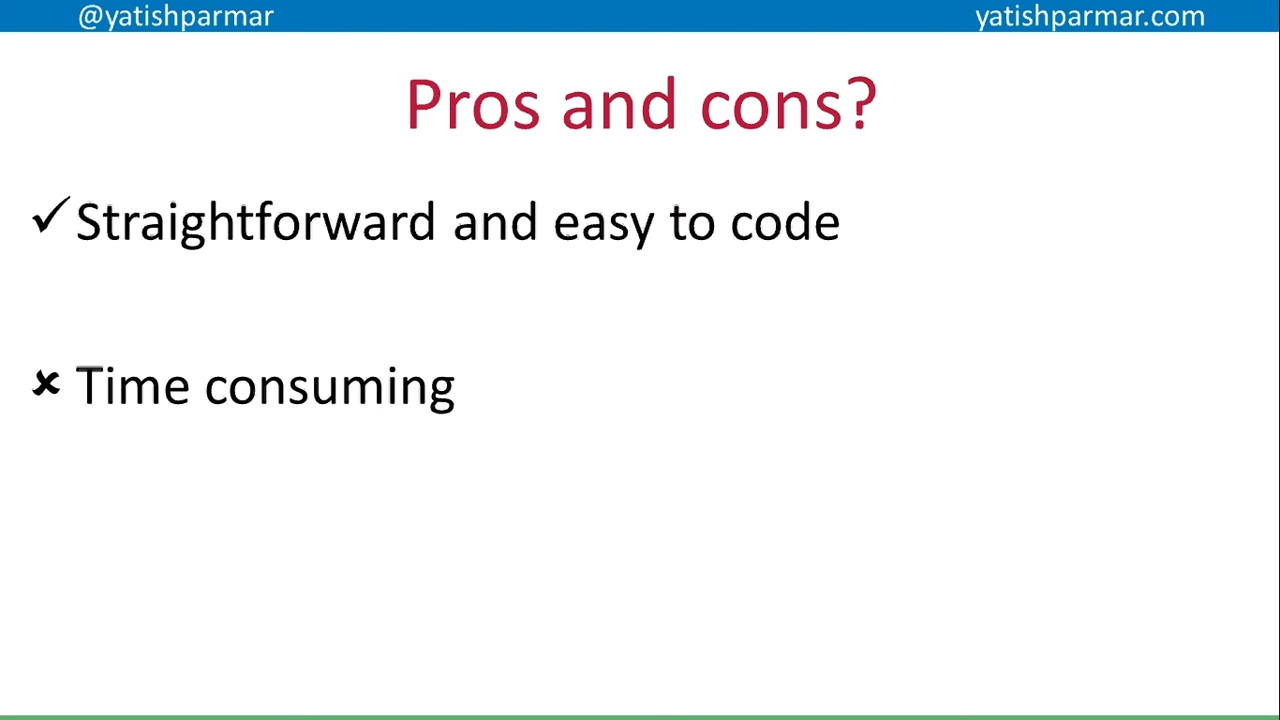 @yatishparmar
yatishparmar.com
Pros and cons?
✓ Straightforward and easy to code
✘ Time consuming